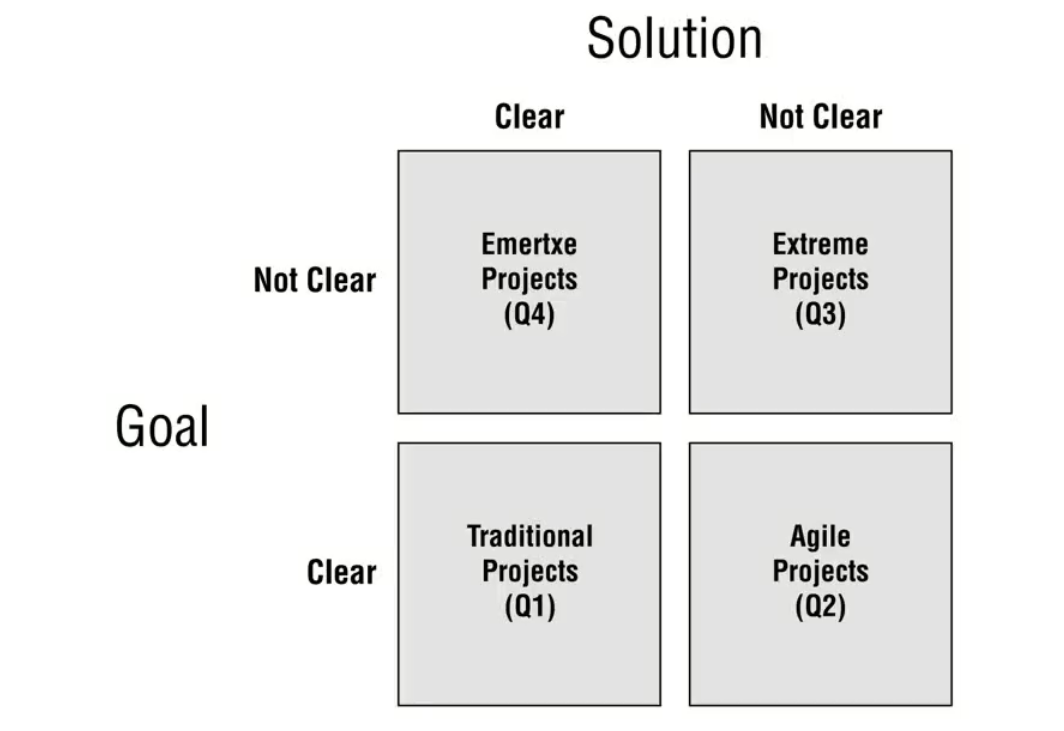 Solution
Clear
Not Clear
Not Clear
Emertxe
Projects
(Q4)
Extreme
Projects
(Q3)
Goal
Clear
Traditional
Projects
(Q1)
Agile
Projects
(Q2)